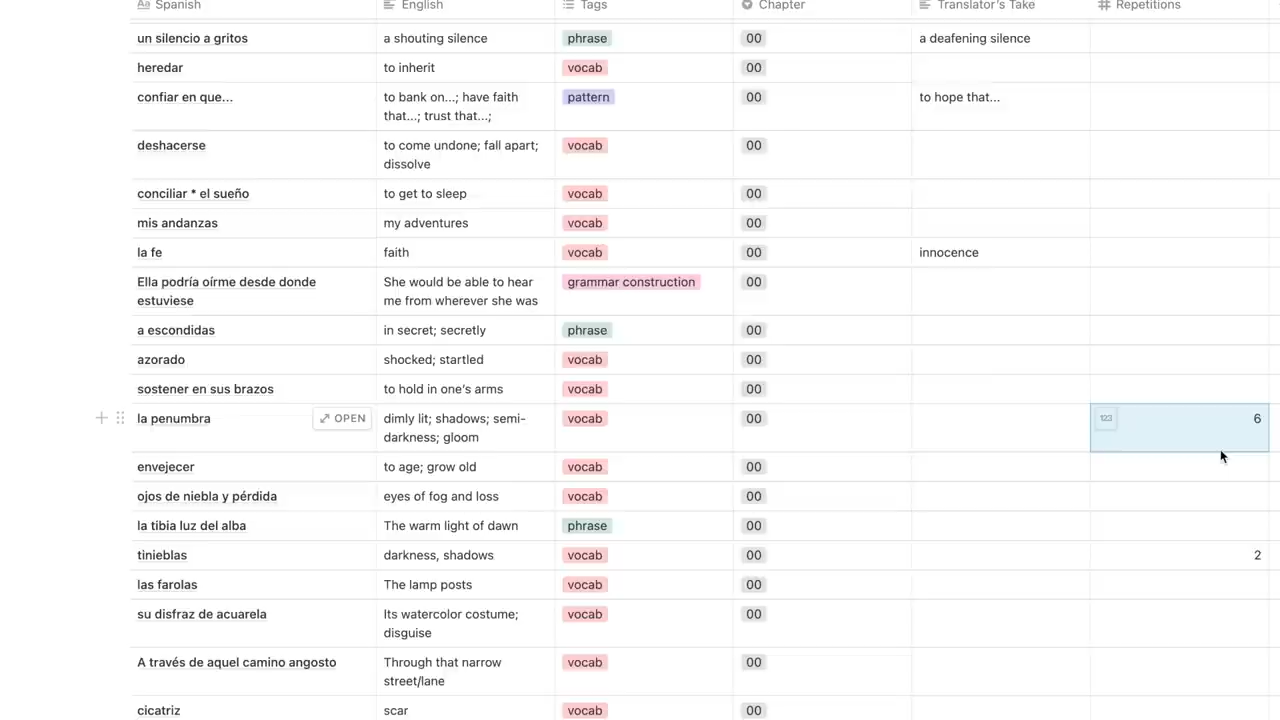 Aa Spanish English Tags Chapter Translator's Take # Repetitions
un silencio a gritos a shouting silence phrase 00 a deafening silence
heredar to inherit vocab 00
confiar en que... to bank on...; have faith pattern 00 to hope that...
that...; trust that...;
deshacerse to come undone; fall apart; vocab 00
dissolve
conciliar * el sueño to get to sleep vocab 00
mis andanzas my adventures vocab 00
la fe faith vocab 00 innocence
Ella podría oírme desde donde She would be able to hear grammar construction 00
estuviese me from wherever she was
a escondidas in secret; secretly phrase 00
azorado shocked; startled vocab 00
sostener en sus brazos to hold in one's arms vocab 00
la penumbra OPEN dimly lit; shadows; semi- vocab 00 123 6
darkness; gloom
envejecer to age; grow old vocab 00
ojos de niebla y pérdida eyes of fog and loss vocab 00
la tibia luz del alba The warm light of dawn phrase 00
tinieblas darkness, shadows vocab 00 2
las farolas The lamp posts vocab 00
su disfraz de acuarela Its watercolor costume; vocab 00
disguise
A través de aquel camino angosto Through that narrow vocab 00
street/lane
cicatriz scar vocab 00